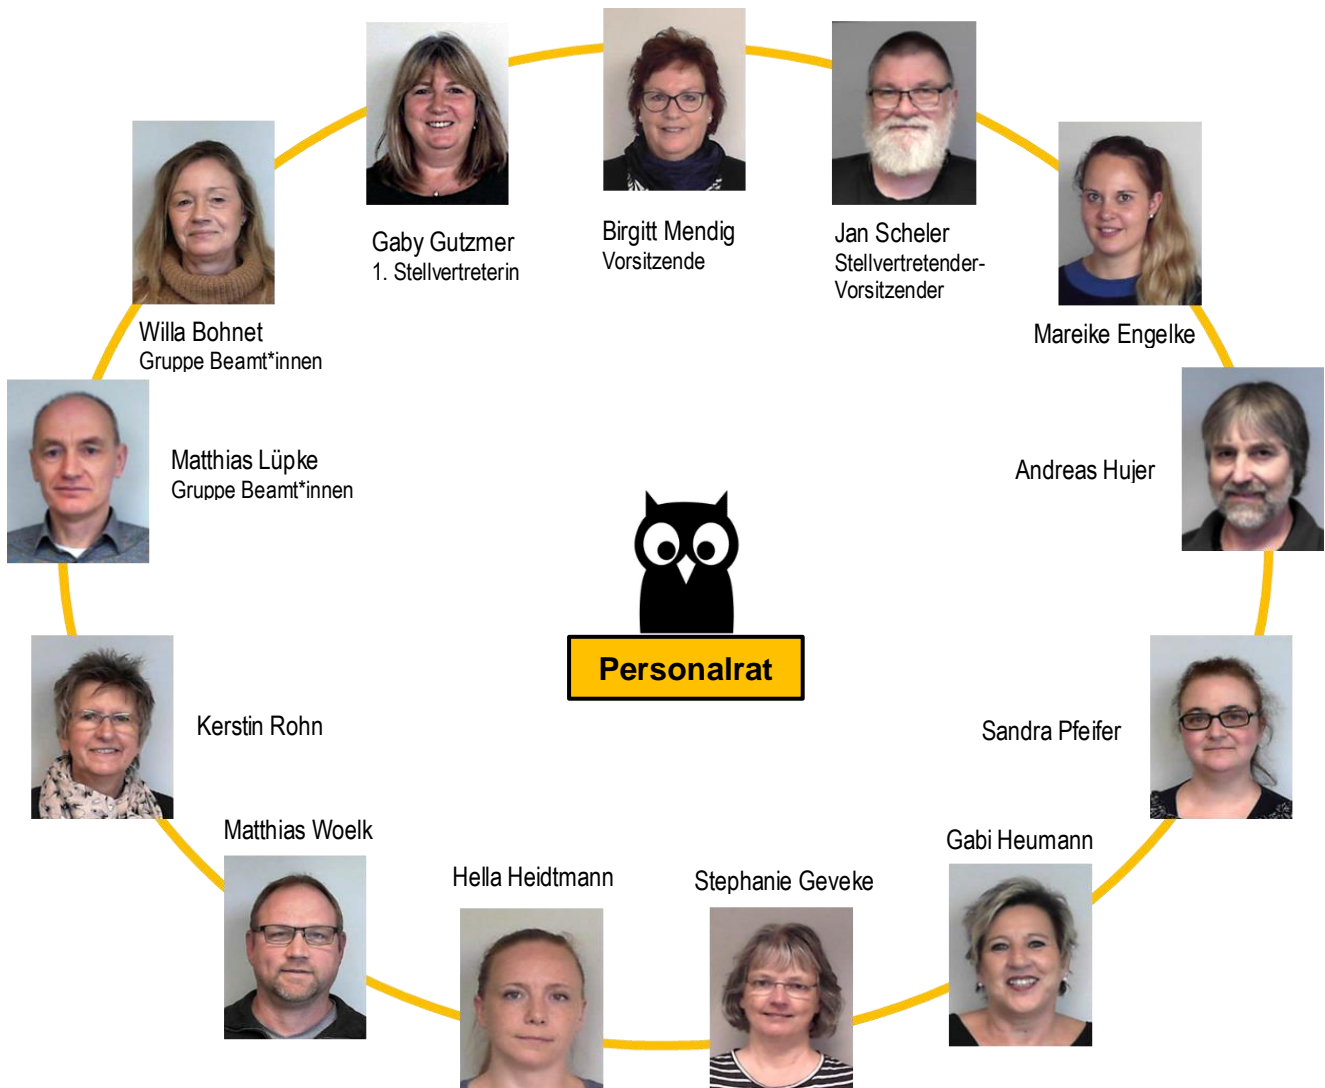 Gaby Gutzmer
1. Stellvertreterin
Birgitt Mendig
Vorsitzende
Jan Scheler
Stellvertretender-
Vorsitzender
Willa Bohnet
Gruppe Beamt*innen
Mareike Engelke
Matthias Lüpke
Gruppe Beamt*innen
Andreas Hujer
Personalrat
Kerstin Rohn
Sandra Pfeifer
Matthias Woelk
Gabi Heumann
Hella Heidtmann
Stephanie Geveke